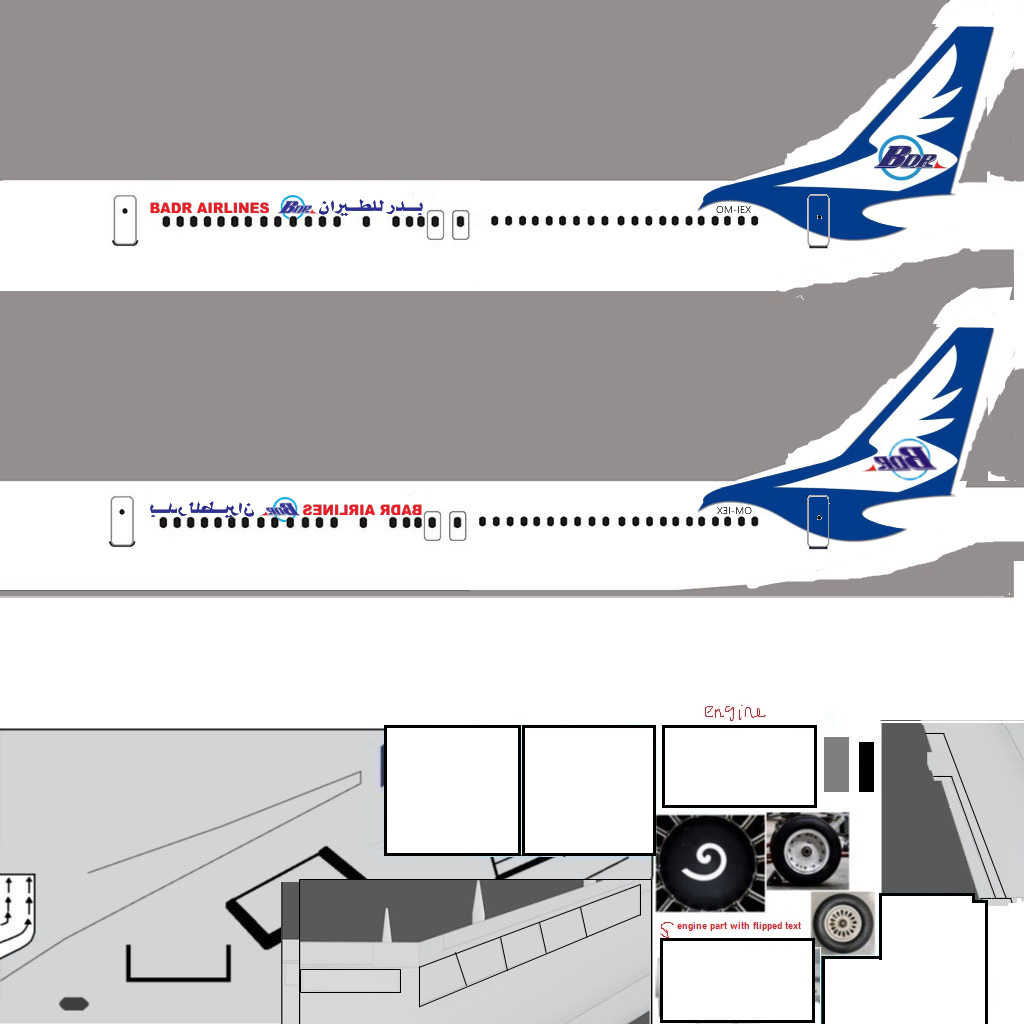 BDR
BADR AIRLINES BDR بدر للطيران
OM-IEX
BDR
بدر للطيران BDR BADR AIRLINES
OM-IEX
engine
engine part with flipped text